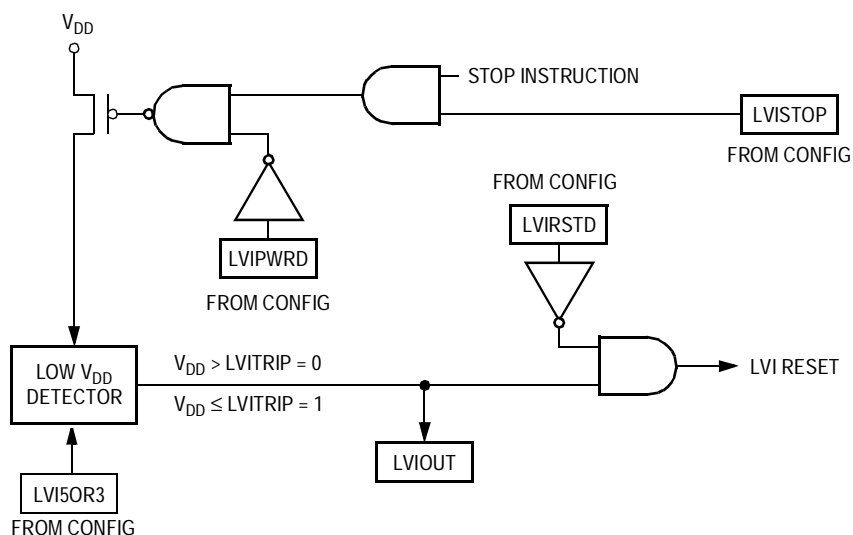 VDD
STOP INSTRUCTION
LVISTOP
FROM CONFIG
FROM CONFIG
LVIRSTD
LVIPWRD
FROM CONFIG
LOW VDD
DETECTOR
VDD > LVITRIP = 0
VDD ≤ LVITRIP = 1
LVI RESET
LVIOUT
LVI5OR3
FROM CONFIG